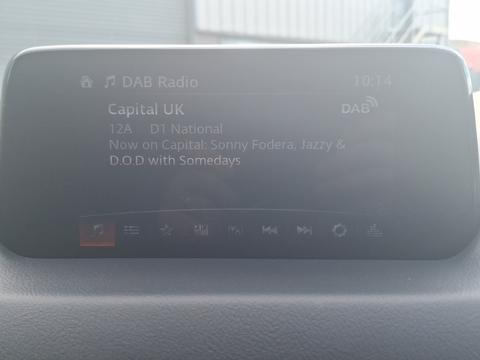 DAB Radio 10:14
Capital UK DAB
12A D1 National
Now on Capital: Sonny Fodera, Jazzy &
D.O.D with Somedays